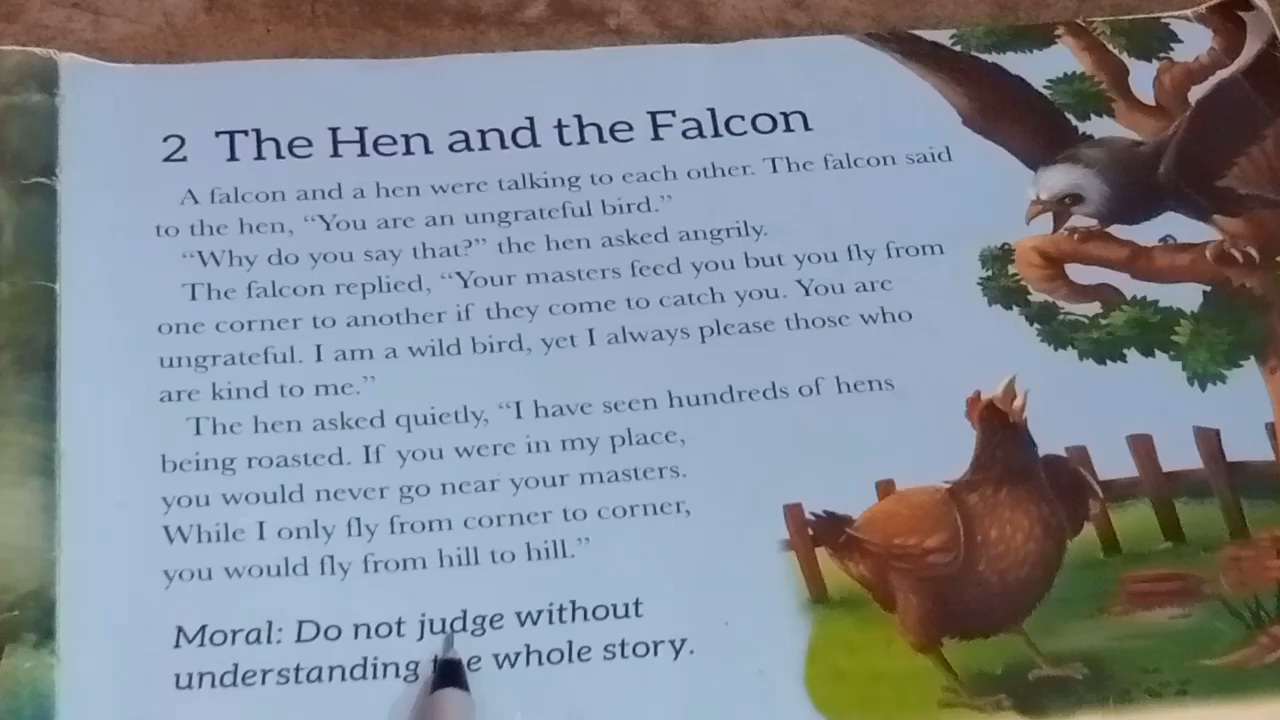 2 The Hen and the Falcon
A falcon and a hen were talking to each other. The falcon said
to the hen, “You are an ungrateful bird.”
“Why do you say that?” the hen asked angrily.
The falcon replied, “Your masters feed you but you fly from
one corner to another if they come to catch you. You are
ungrateful. I am a wild bird, yet I always please those who
are kind to me.”
The hen asked quietly, “I have seen hundreds of hens
being roasted. If you were in my place,
you would never go near your masters.
While I only fly from corner to corner,
you would fly from hill to hill.”
Moral: Do not judge without
understanding the whole story.